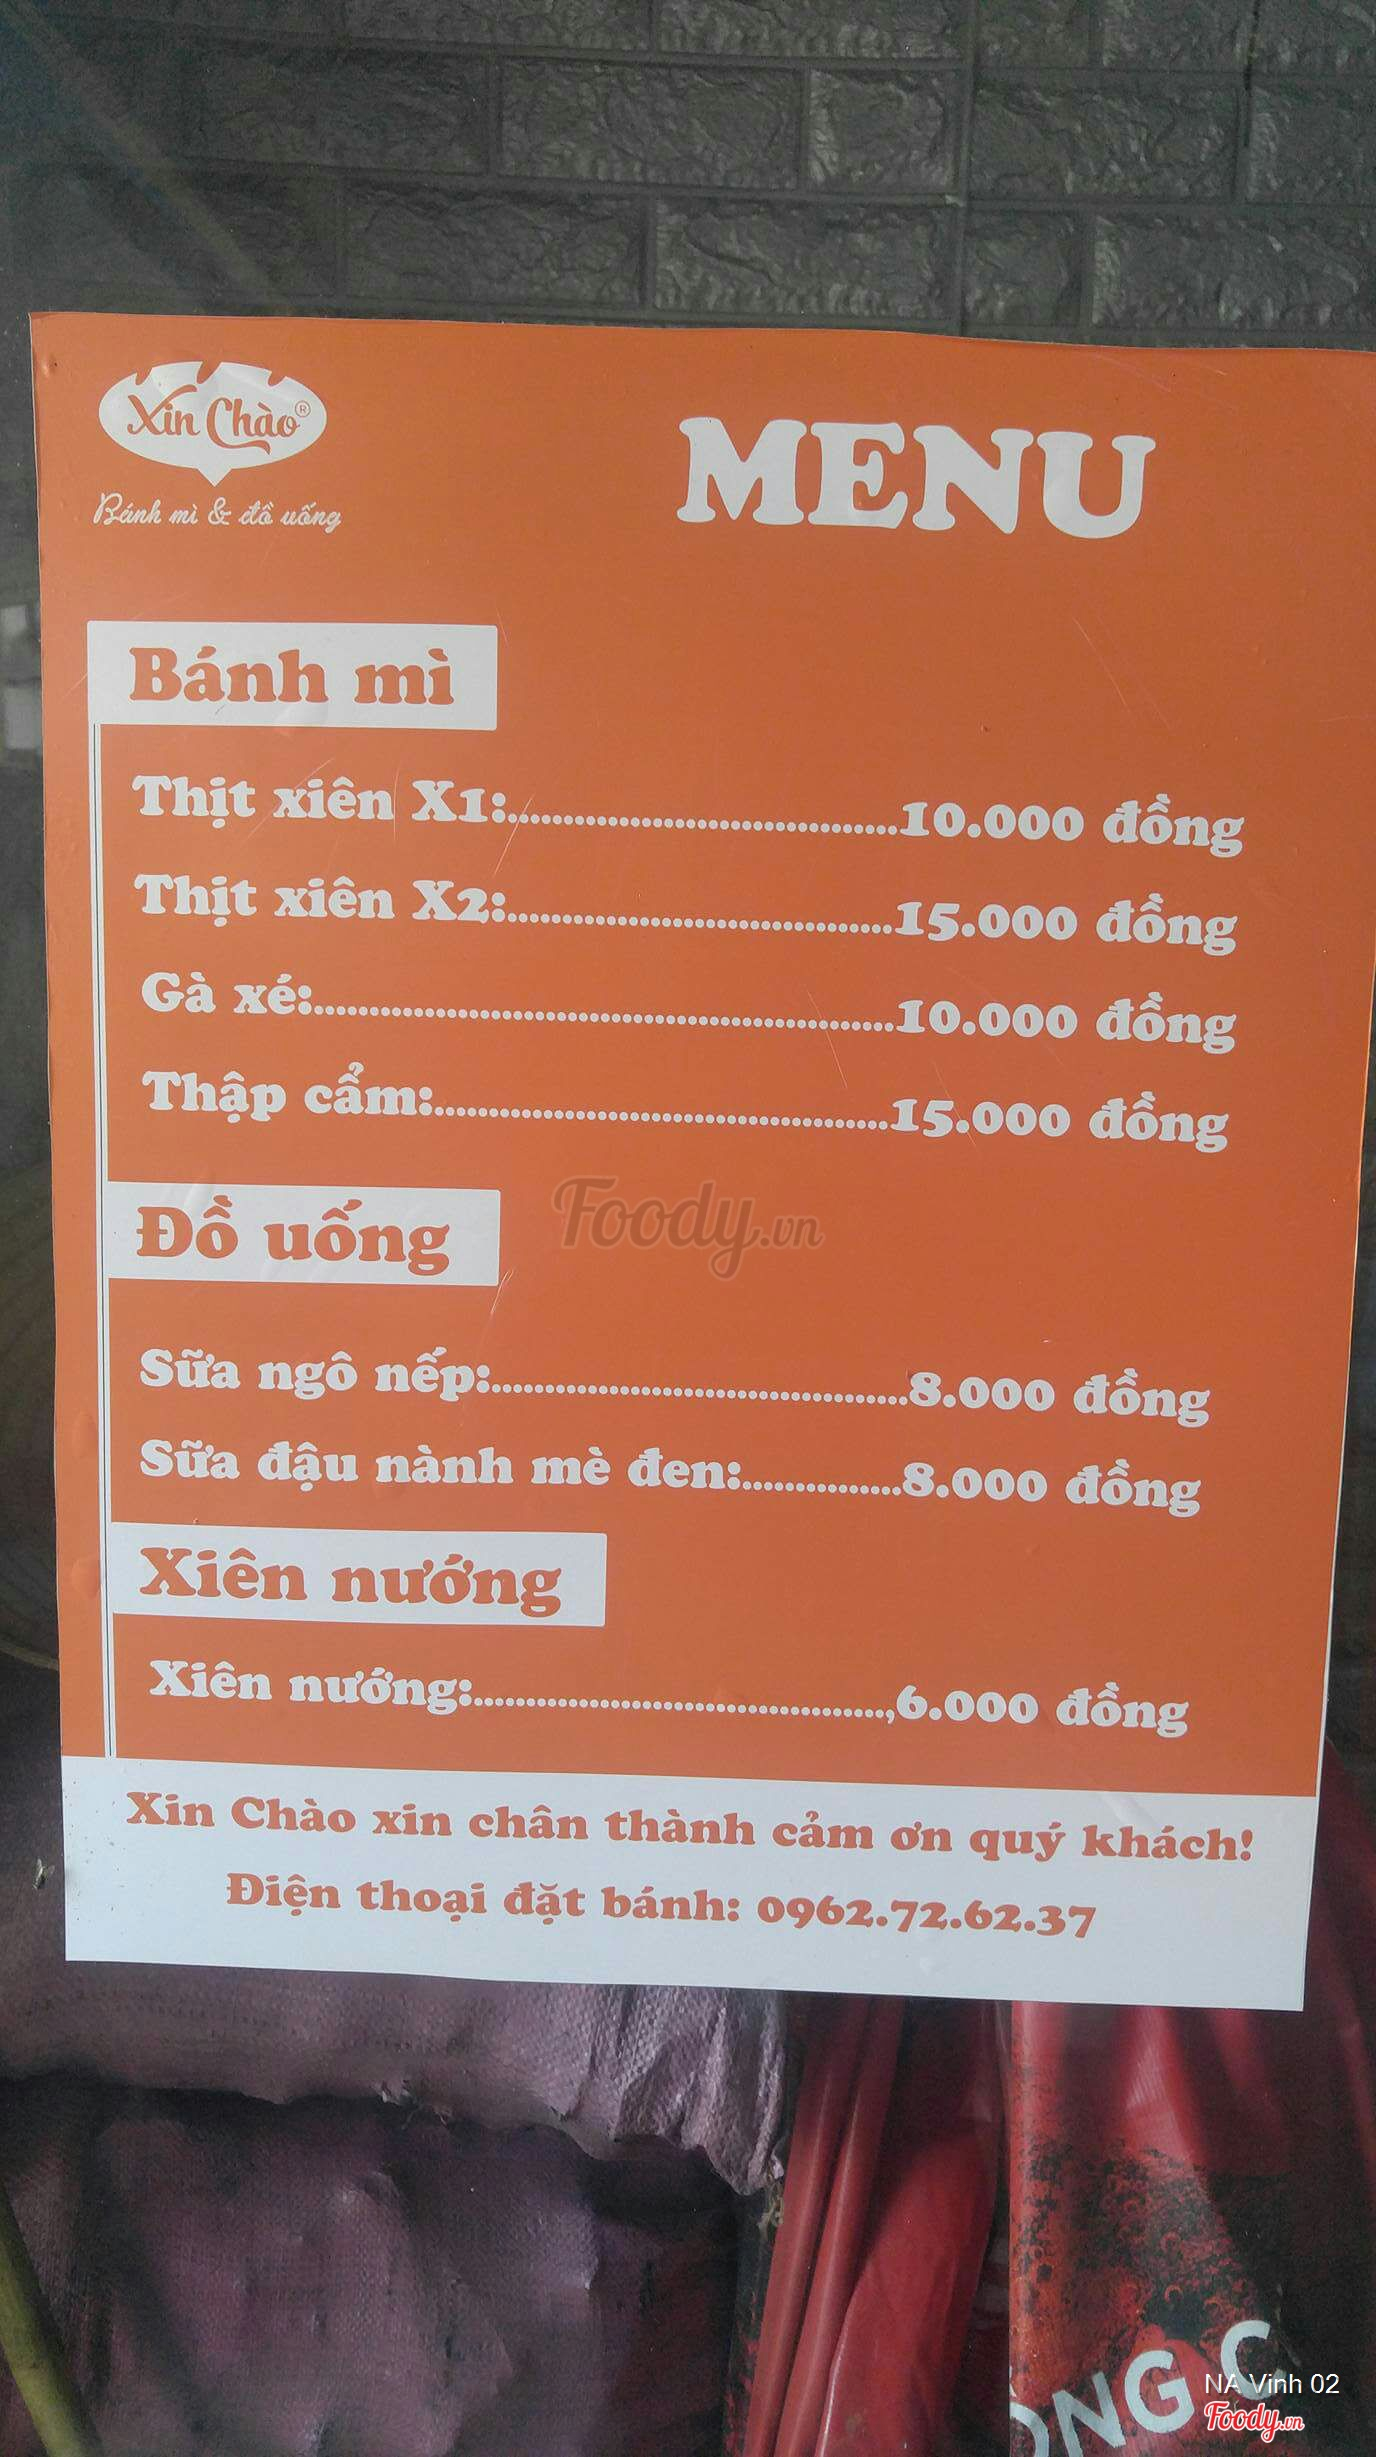 Xin Chào®
Bánh mì & đồ uống
MENU
Bánh mì
Thịt xiên X1:....................................10.000 đồng
Thịt xiên X2:....................................15.000 đồng
Gà xé:......................................................10.000 đồng
Thập cẩm:..........................................15.000 đồng
Foody.vn
Đồ uống
Sữa ngô nếp:.......................................8.000 đồng
Sữa đậu nành mè đen:...............8.000 đồng
Xiên nướng
Xiên nướng:......................................,6.000 đồng
Xin Chào xin chân thành cảm ơn quý khách!
Điện thoại đặt bánh: 0962.72.62.37
NA Vinh 02
Foody.vn